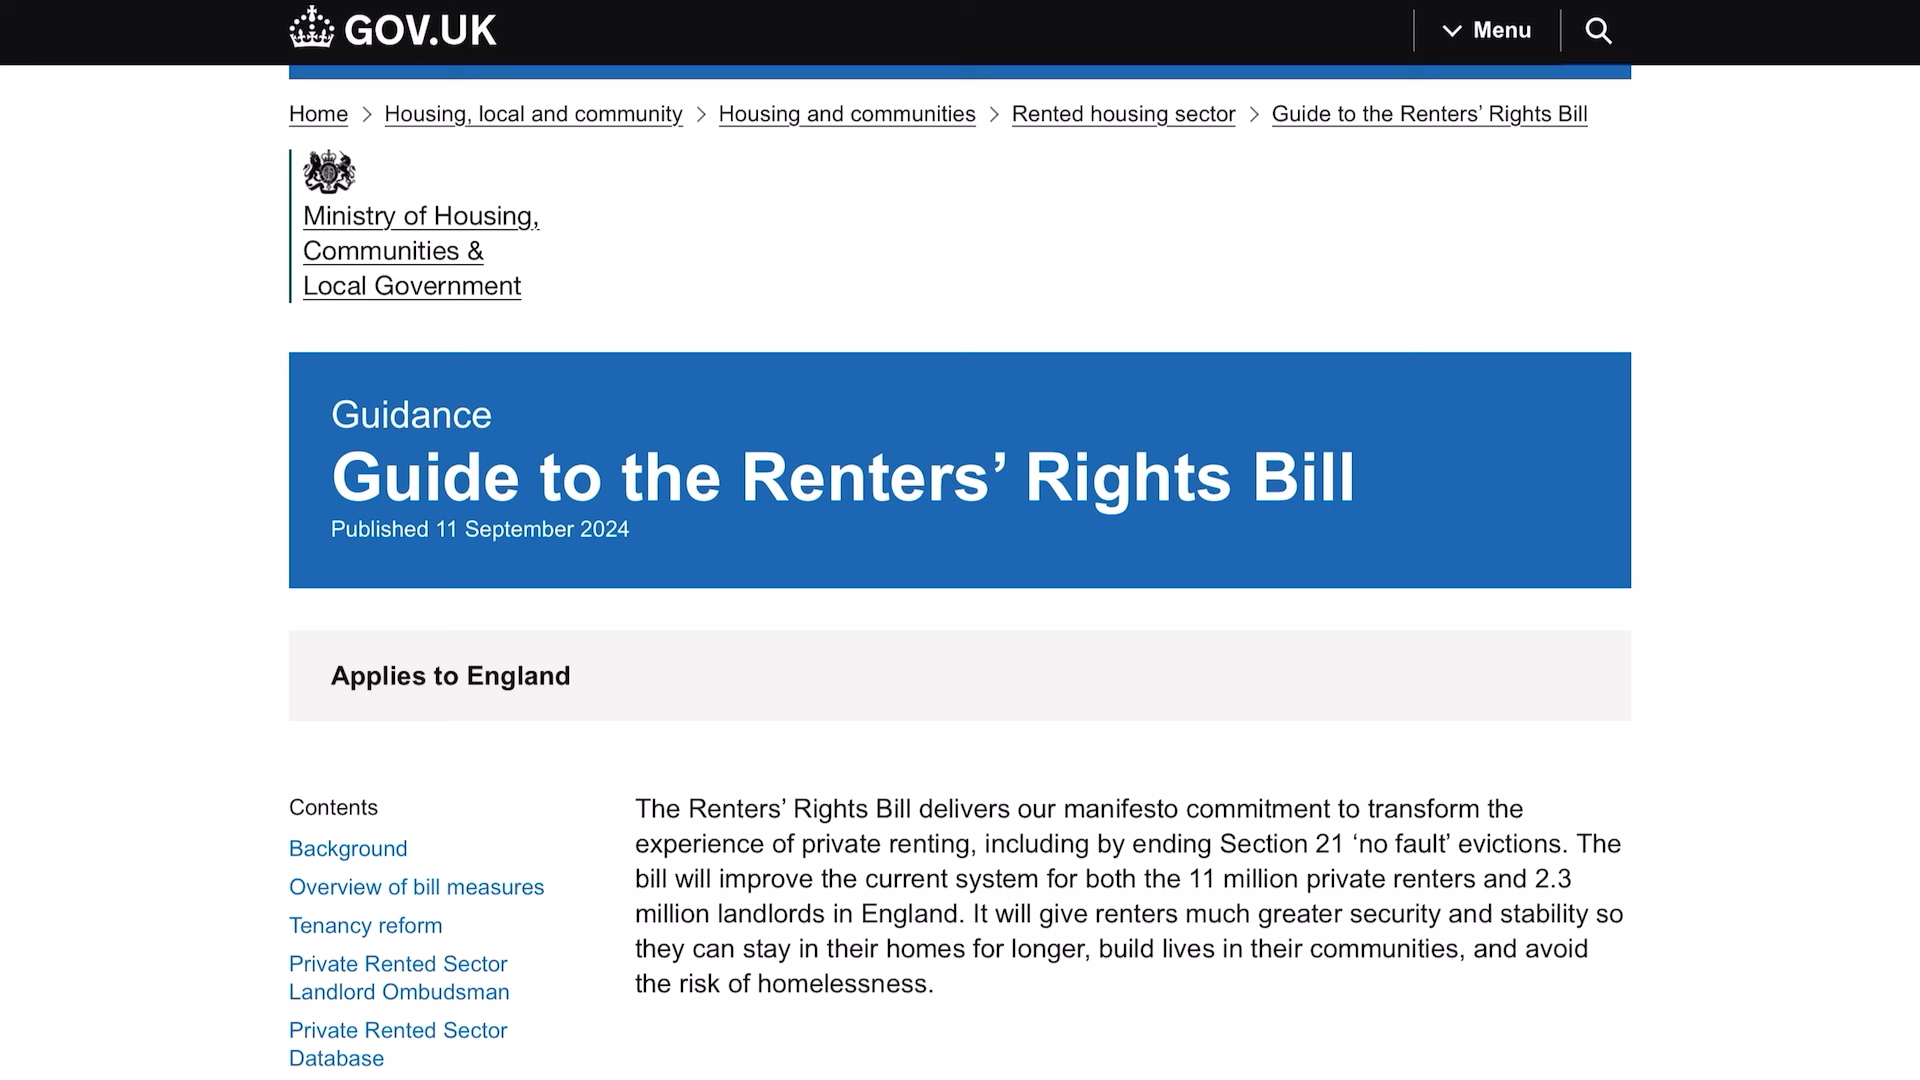 GOV.UK
Menu
Home > Housing, local and community > Housing and communities > Rented housing sector > Guide to the Renters’ Rights Bill
Ministry of Housing,
Communities &
Local Government
Guidance
Guide to the Renters’ Rights Bill
Published 11 September 2024
Applies to England
Contents
Background
Overview of bill measures
Tenancy reform
Private Rented Sector
Landlord Ombudsman
Private Rented Sector
Database
The Renters’ Rights Bill delivers our manifesto commitment to transform the
experience of private renting, including by ending Section 21 ‘no fault’ evictions. The
bill will improve the current system for both the 11 million private renters and 2.3
million landlords in England. It will give renters much greater security and stability so
they can stay in their homes for longer, build lives in their communities, and avoid
the risk of homelessness.